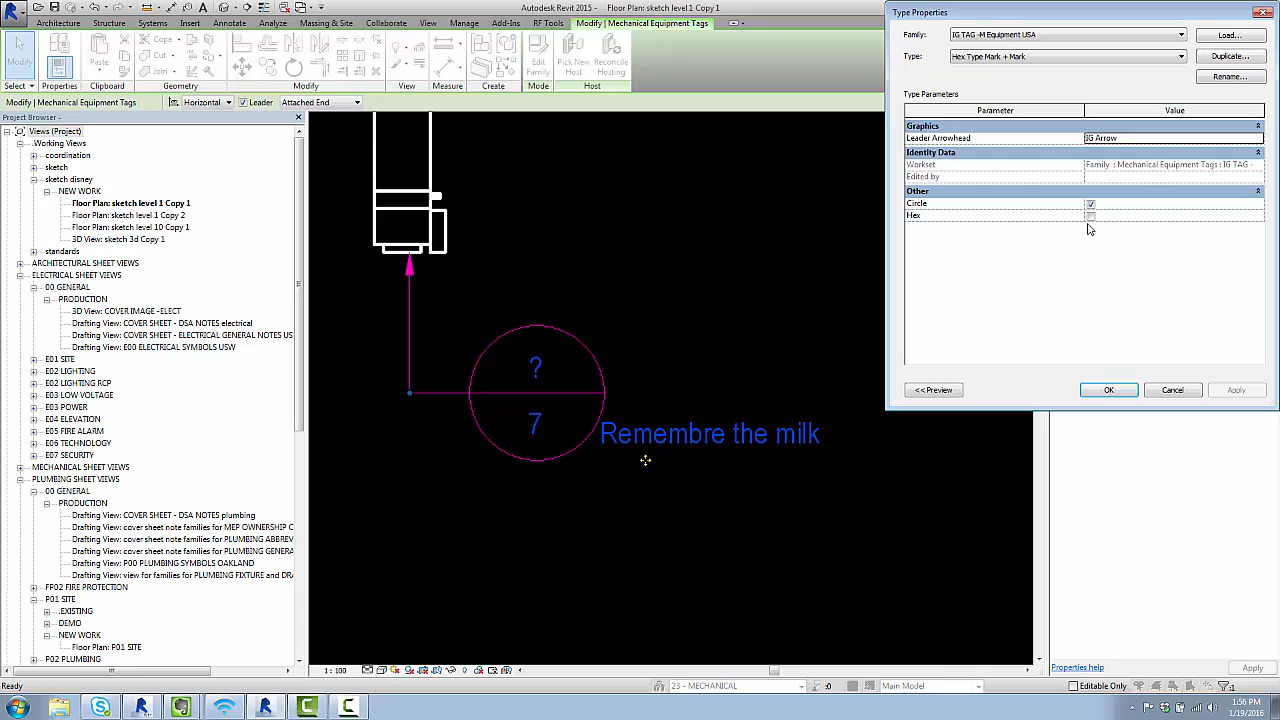 Autodesk Revit 2015 - Floor Plan: sketch level 1 Copy 1
Architecture Structure Systems Insert Annotate Analyze Massing & Site Collaborate View Manage Add-Ins RF Tools Modify | Mechanical Equipment Tags
Modify Paste Cope Cut Join Edit Family Pick New Host Reconcile Hosting
Select Properties Clipboard Geometry Modify View Measure Create Mode Host
Modify | Mechanical Equipment Tags Horizontal Leader Attached End
Project Browser -
Views (Project)
.Working Views
coordination
sketch
sketch disney
NEW WORK
Floor Plan: sketch level 1 Copy 1
Floor Plan: sketch level 1 Copy 2
Floor Plan: sketch level 10 Copy 1
3D View: sketch 3d Copy 1
standards
ARCHITECTURAL SHEET VIEWS
ELECTRICAL SHEET VIEWS
00 GENERAL
PRODUCTION
3D View: COVER IMAGE -ELECT
Drafting View: COVER SHEET - DSA NOTES electrical
Drafting View: COVER SHEET - ELECTRICAL GENERAL NOTES US
Drafting View: E00 ELECTRICAL SYMBOLS USW
E01 SITE
E02 LIGHTING
E02 LIGHTING RCP
E03 LOW VOLTAGE
E03 POWER
E04 ELEVATION
E05 FIRE ALARM
E06 TECHNOLOGY
E07 SECURITY
MECHANICAL SHEET VIEWS
PLUMBING SHEET VIEWS
00 GENERAL
PRODUCTION
Drafting View: COVER SHEET - DSA NOTES plumbing
Drafting View: cover sheet note families for MEP OWNERSHIP C
Drafting View: cover sheet note families for PLUMBING ABBREV
Drafting View: cover sheet note families for PLUMBING GENERA
Drafting View: P00 PLUMBING SYMBOLS OAKLAND
Drafting View: view for families for PLUMBING FIXTURE and DRA
FP02 FIRE PROTECTION
P01 SITE
.EXISTING
DEMO
NEW WORK
Floor Plan: P01 SITE
P02 PLUMBING
?
7
Remembre the milk
Type Properties
Family: IG TAG -M Equipment USA Load...
Type: Hex Type Mark + Mark Duplicate...
Rename...
Type Parameters
Parameter Value
Graphics
Leader Arrowhead IG Arrow
Identity Data
Workset Family : Mechanical Equipment Tags : IG TAG -
Edited by
Other
Circle
Hex
<< Preview OK Cancel Apply
Properties help Apply
1 : 100
Ready 23 - MECHANICAL :0 Main Model Editable Only :1
1:56 PM
1/19/2016